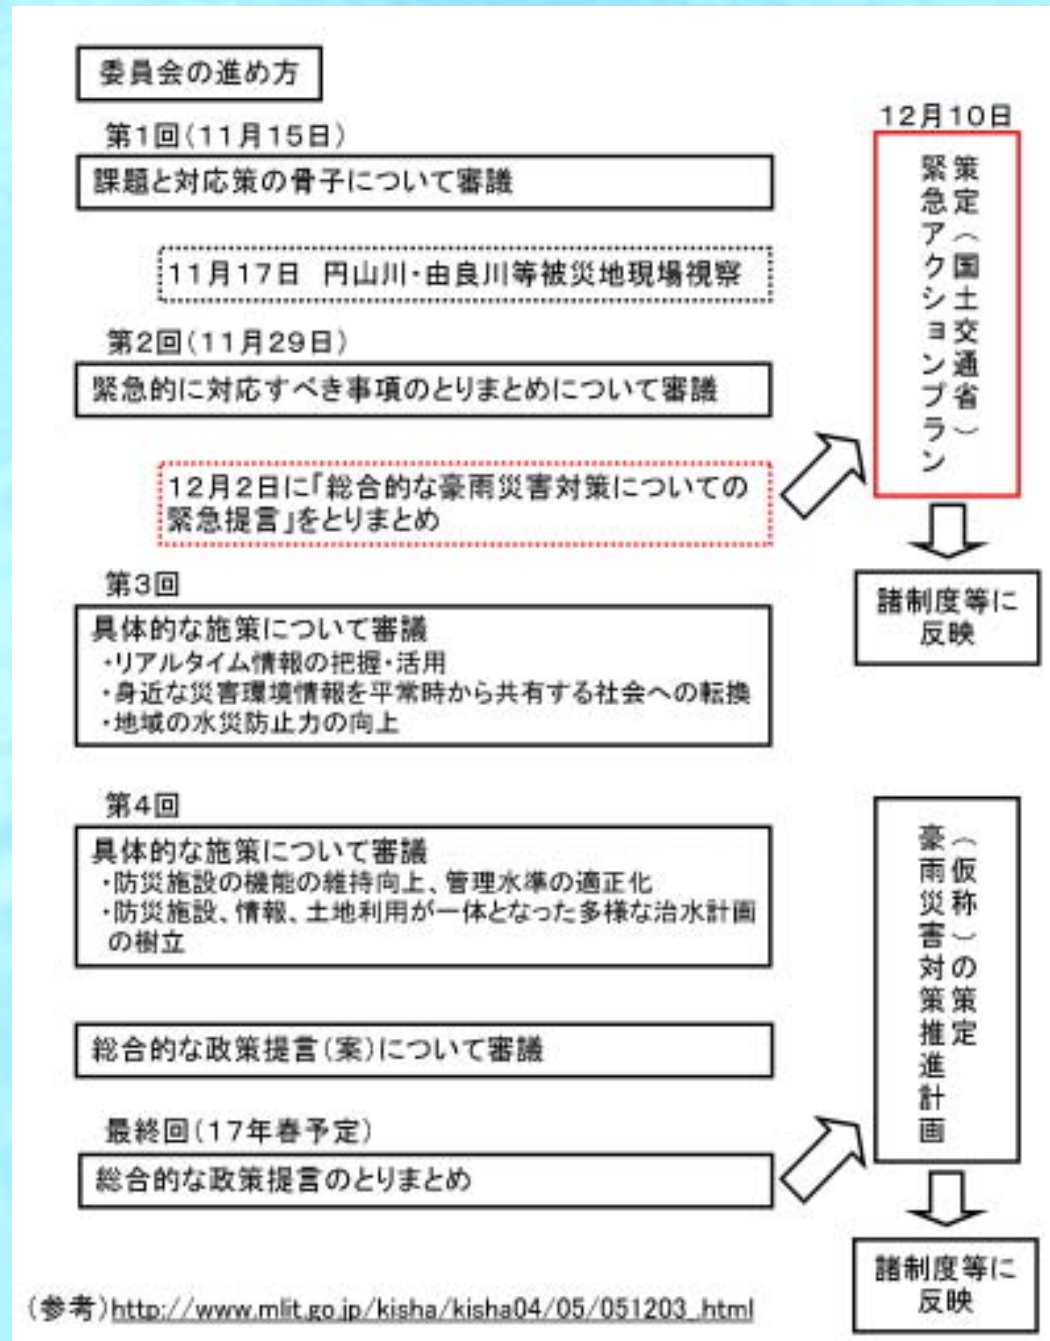 委員会の進め方
第1回(11月15日)
課題と対応策の骨子について審議
11月17日 円山川・由良川等被災地現場視察
第2回(11月29日)
緊急的に対応すべき事項のとりまとめについて審議
12月2日に「総合的な豪雨災害対策についての
緊急提言」をとりまとめ
12月10日
緊急アクションプラン
策定(国土交通省)
諸制度等に
反映
第3回
具体的な施策について審議
・リアルタイム情報の把握・活用
・身近な災害環境情報を平常時から共有する社会への転換
・地域の水災防止力の向上
第4回
具体的な施策について審議
・防災施設の機能の維持向上、管理水準の適正化
・防災施設、情報、土地利用が一体となった多様な治水計画
の樹立
総合的な政策提言(案)について審議
最終回(17年春予定)
総合的な政策提言のとりまとめ
豪雨災害対策推進計画
(仮称)の策定
諸制度等に
反映
(参考)http://www.mlit.go.jp/kisha/kisha04/05/051203_.html